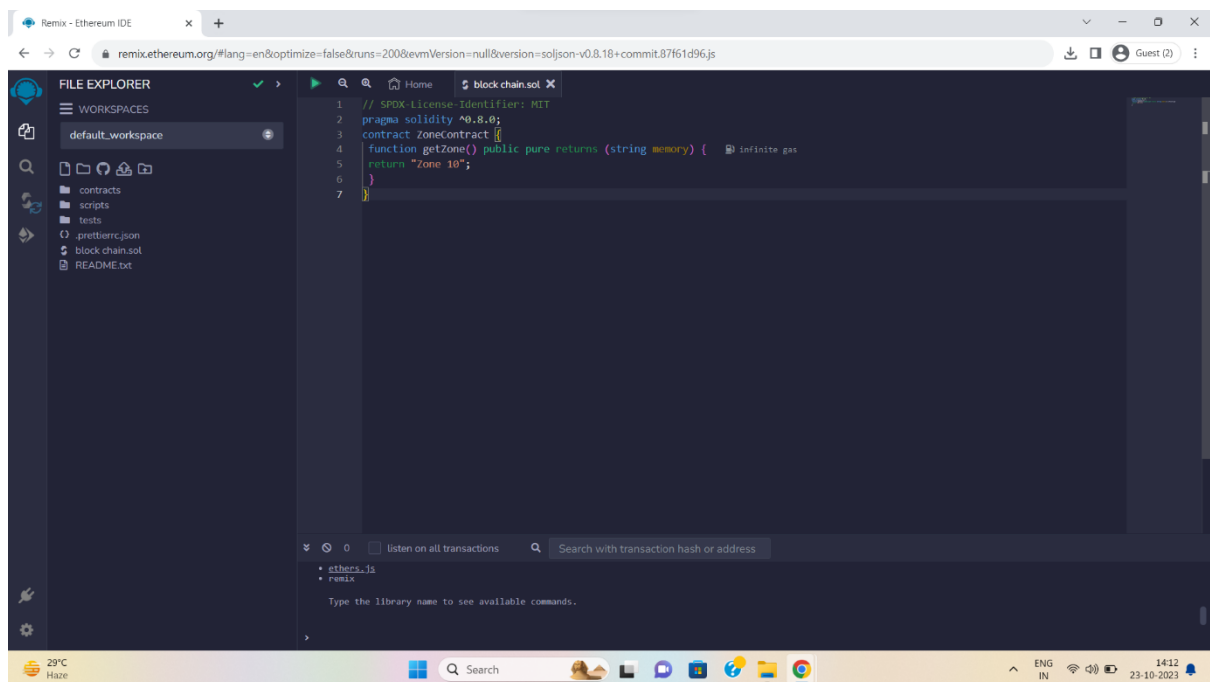 Remix - Ethereum IDE
remix.ethereum.org/#lang=en&optimize=false&runs=200&evmVersion=null&version=soljson-v0.8.18+commit.87f61d96.js
Guest (2)
FILE EXPLORER
WORKSPACES
default_workspace
contracts
scripts
tests
.prettierrc.json
block chain.sol
README.txt
Home
block chain.sol
1 // SPDX-License-Identifier: MIT
2 pragma solidity ^0.8.0;
3 contract ZoneContract {
4 function getZone() public pure returns (string memory) { infinite gas
5 return "Zone 10";
6 }
7 }
0 listen on all transactions Search with transaction hash or address
• ethers.js
• remix
Type the library name to see available commands.
>
29°C
Haze
Search
ENG
IN
14:12
23-10-2023